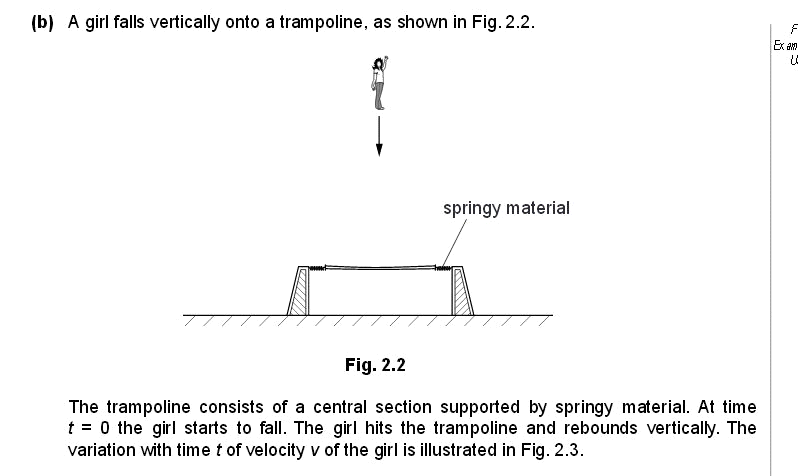 (b) A girl falls vertically onto a trampoline, as shown in Fig. 2.2.
F
Exam
U
springy material
Fig. 2.2
The trampoline consists of a central section supported by springy material. At time
t = 0 the girl starts to fall. The girl hits the trampoline and rebounds vertically. The
variation with time t of velocity v of the girl is illustrated in Fig. 2.3.